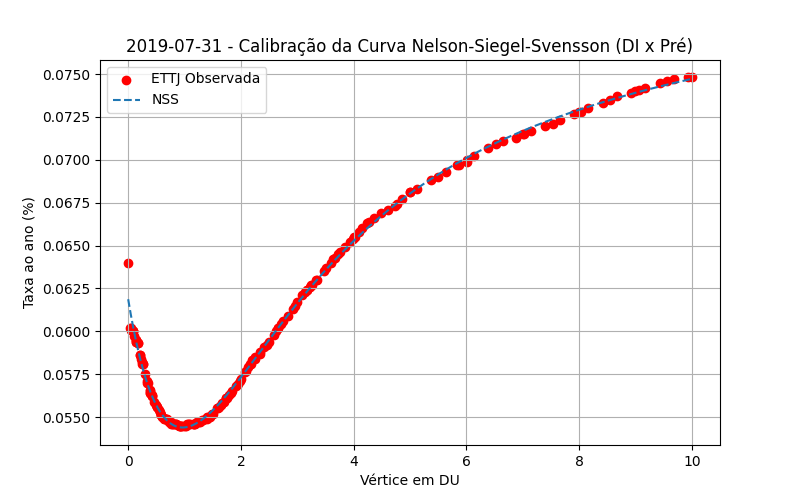 2019-07-31 - Calibração da Curva Nelson-Siegel-Svensson (DI x Pré)
ETTJ Observada
NSS
Taxa ao ano (%)
0.0750
0.0725
0.0700
0.0675
0.0650
0.0625
0.0600
0.0575
0.0550
0 2 4 6 8 10
Vértice em DU